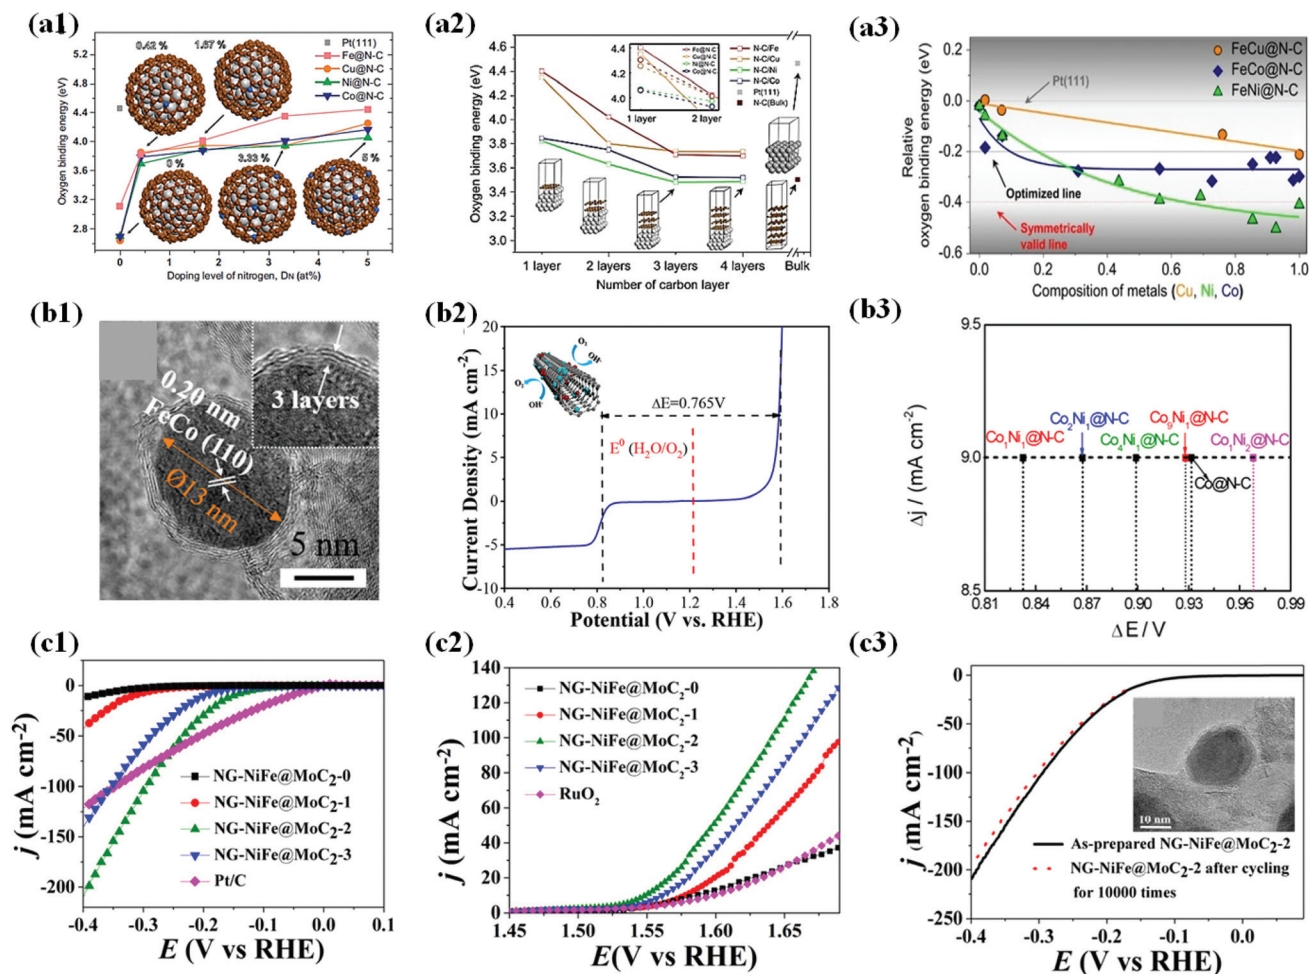 (a1)
Oxygen binding energy (eV)
4.8
4.4
4.0
3.6
3.2
2.8
0.42 %
1.67 %
0 %
3.33 %
5 %
Pt(111)
Fe@N-C
Cu@N-C
Ni@N-C
Co@N-C
0 1 2 3 4 5
Doping level of nitrogen, DN (at%)
(a2)
Oxygen binding energy (eV)
4.6
4.4
4.2
4.0
3.8
3.6
3.4
3.2
3.0
4.4
4.2
4.0
Fe@N-C
Cu@N-C
Ni@N-C
Co@N-C
1 layer 2 layer
N-C/Fe
N-C/Cu
N-C/Ni
N-C/Co
Pt(111)
N-C(Bulk)
1 layer 2 layers 3 layers 4 layers Bulk
Number of carbon layer
(a3)
Relative
oxygen binding energy (eV)
0.2
0.0
-0.2
-0.4
-0.6
Pt(111)
FeCu@N-C
FeCo@N-C
FeNi@N-C
Optimized line
Symmetrically
valid line
0.0 0.2 0.4 0.6 0.8 1.0
Composition of metals (Cu, Ni, Co)
(b1)
0.20 nm
FeCo (110)
Ø13 nm
3 layers
5 nm
(b2)
Current Density (mA cm-2)
20
15
10
5
0
-5
-10
O2
OH-
O2
OH-
ΔE=0.765V
E0 (H2O/O2)
0.4 0.6 0.8 1.0 1.2 1.4 1.6 1.8
Potential (V vs. RHE)
(b3)
Δj / (mA cm-2)
9.5
9.0
8.5
Co1Ni1@N-C
Co2Ni1@N-C
Co4Ni1@N-C
Co9Ni1@N-C
Co1Ni2@N-C
Co@N-C
0.81 0.84 0.87 0.90 0.93 0.96 0.99
ΔE / V
(c1)
j (mA cm-2)
0
-50
-100
-150
-200
NG-NiFe@MoC2-0
NG-NiFe@MoC2-1
NG-NiFe@MoC2-2
NG-NiFe@MoC2-3
Pt/C
-0.4 -0.3 -0.2 -0.1 0.0 0.1
E (V vs RHE)
(c2)
j (mA cm-2)
140
120
100
80
60
40
20
0
NG-NiFe@MoC2-0
NG-NiFe@MoC2-1
NG-NiFe@MoC2-2
NG-NiFe@MoC2-3
RuO2
1.45 1.50 1.55 1.60 1.65
E(V vs RHE)
(c3)
j (mA cm-2)
0
-50
-100
-150
-200
-250
10 nm
As-prepared NG-NiFe@MoC2-2
NG-NiFe@MoC2-2 after cycling
for 10000 times
-0.4 -0.3 -0.2 -0.1 0.0
E (V vs RHE)